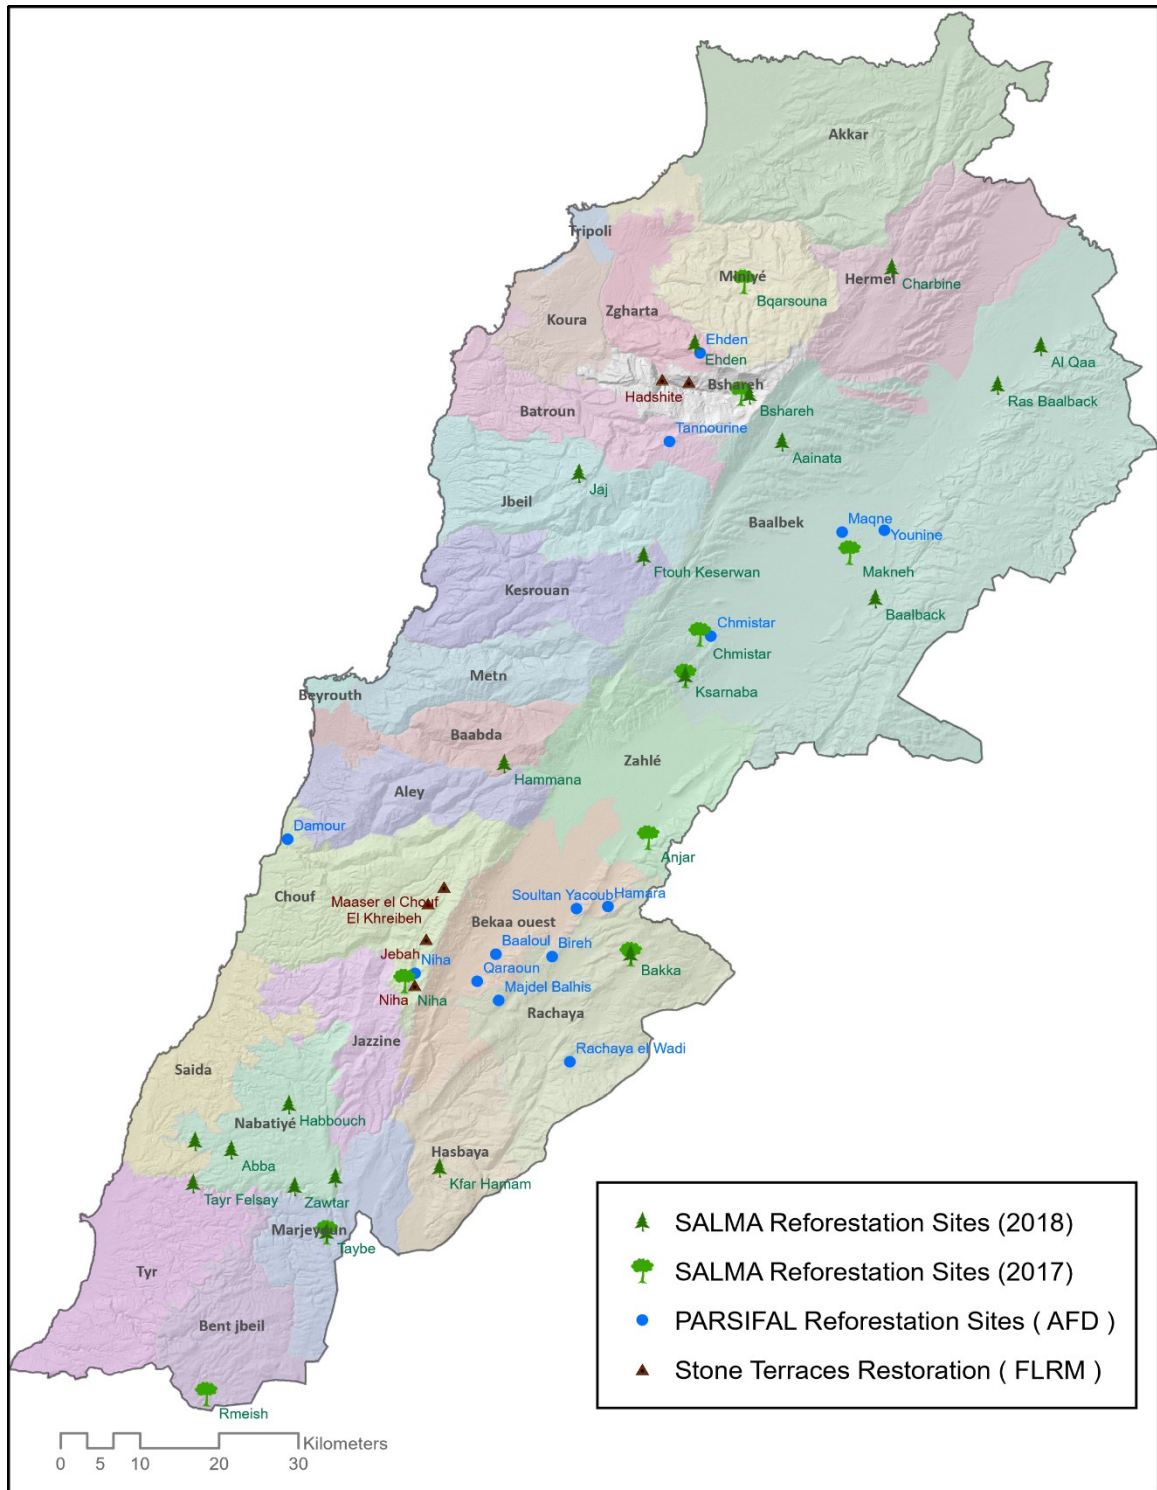 Akkar
Tripoli
Miniyé
Bqarsouna
Hermel
Charbine
Koura
Zgharta
Ehden
Ehden
Al Qaa
Bshareh
Hadshite
Bshareh
Ras Baalback
Batroun
Tannourine
Aainata
Jaj
Jbeil
Baalbek
Maqne
Younine
Makneh
Ftouh Keserwan
Kesrouan
Baalback
Chmistar
Chmistar
Metn
Ksarnaba
Beyrouth
Baabda
Zahlé
Hammana
Aley
Damour
Anjar
Chouf
Maaser el Chouf
El Khreibeh
Soultan Yacoub
Hamara
Bekaa ouest
Jebah
Niha
Baaloul
Bireh
Bakka
Qaraoun
Majdel Balhis
Niha
Niha
Rachaya
Jazzine
Rachaya el Wadi
Saida
Habbouch
Nabatiyé
Abba
Hasbaya
Kfar Hamam
Tayr Felsay
Zawtar
Marjeyoun
Taybe
Tyr
Bent jbeil
Rmeish
SALMA Reforestation Sites (2018)
SALMA Reforestation Sites (2017)
PARSIFAL Reforestation Sites ( AFD )
Stone Terraces Restoration ( FLRM )
Kilometers
0 5 10 20 30